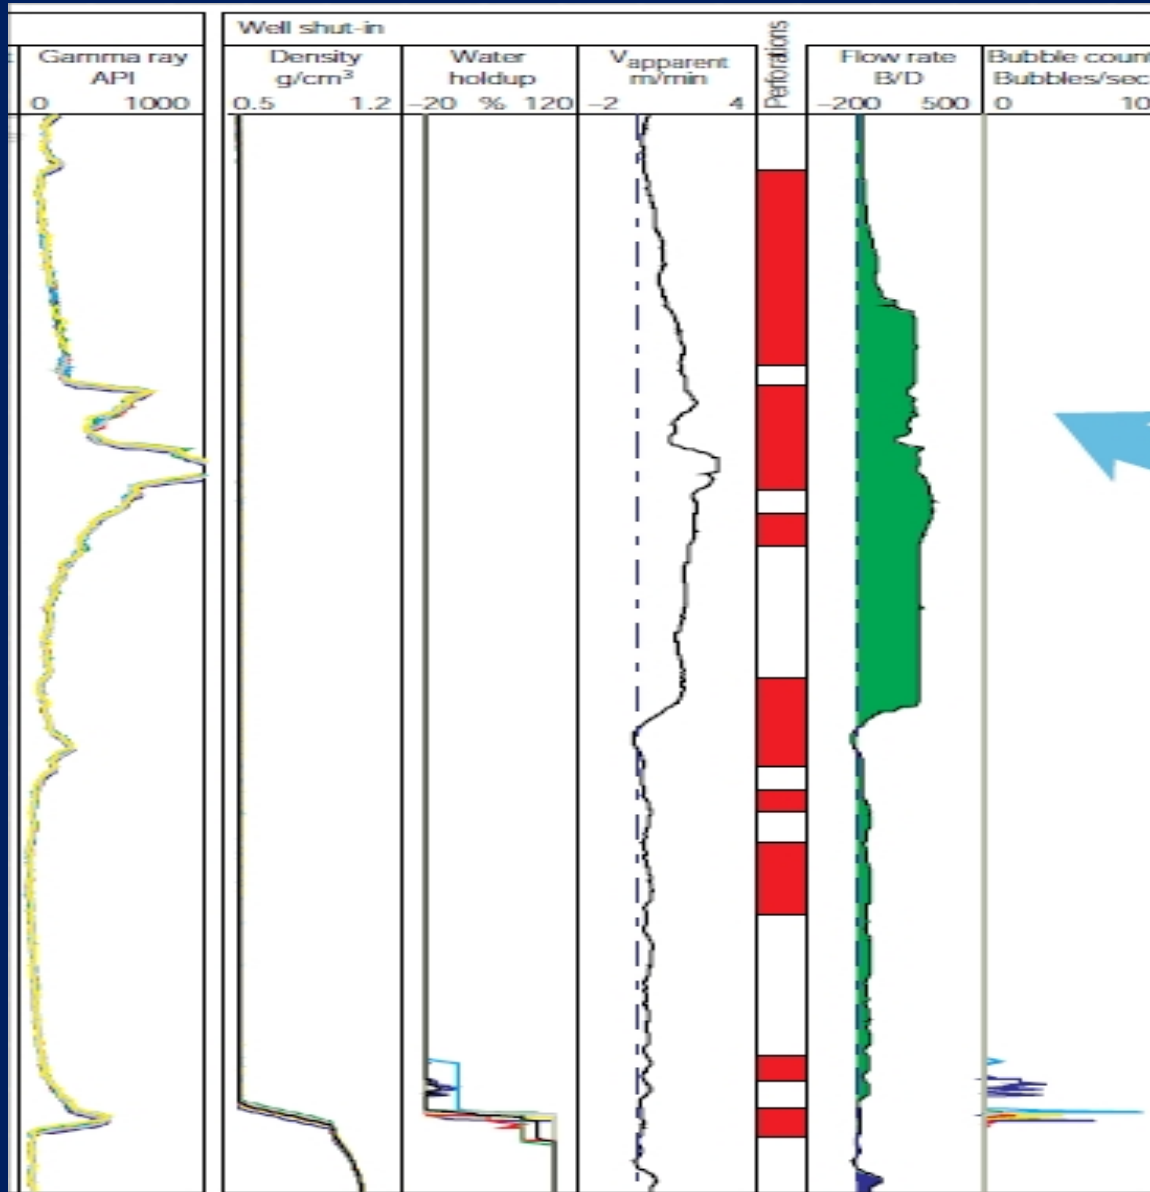 Well shut-in
Gamma ray
API
0 1000
Density
g/cm³
0.5 1.2
Water
holdup
–20 % 120
Vapparent
m/min
–2 4
Perforations
Flow rate
B/D
–200 500
Bubble count
Bubbles/sec
0 10